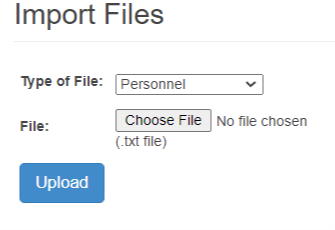 Import Files
Type of File: Personnel
File: Choose File No file chosen
(.txt file)
Upload